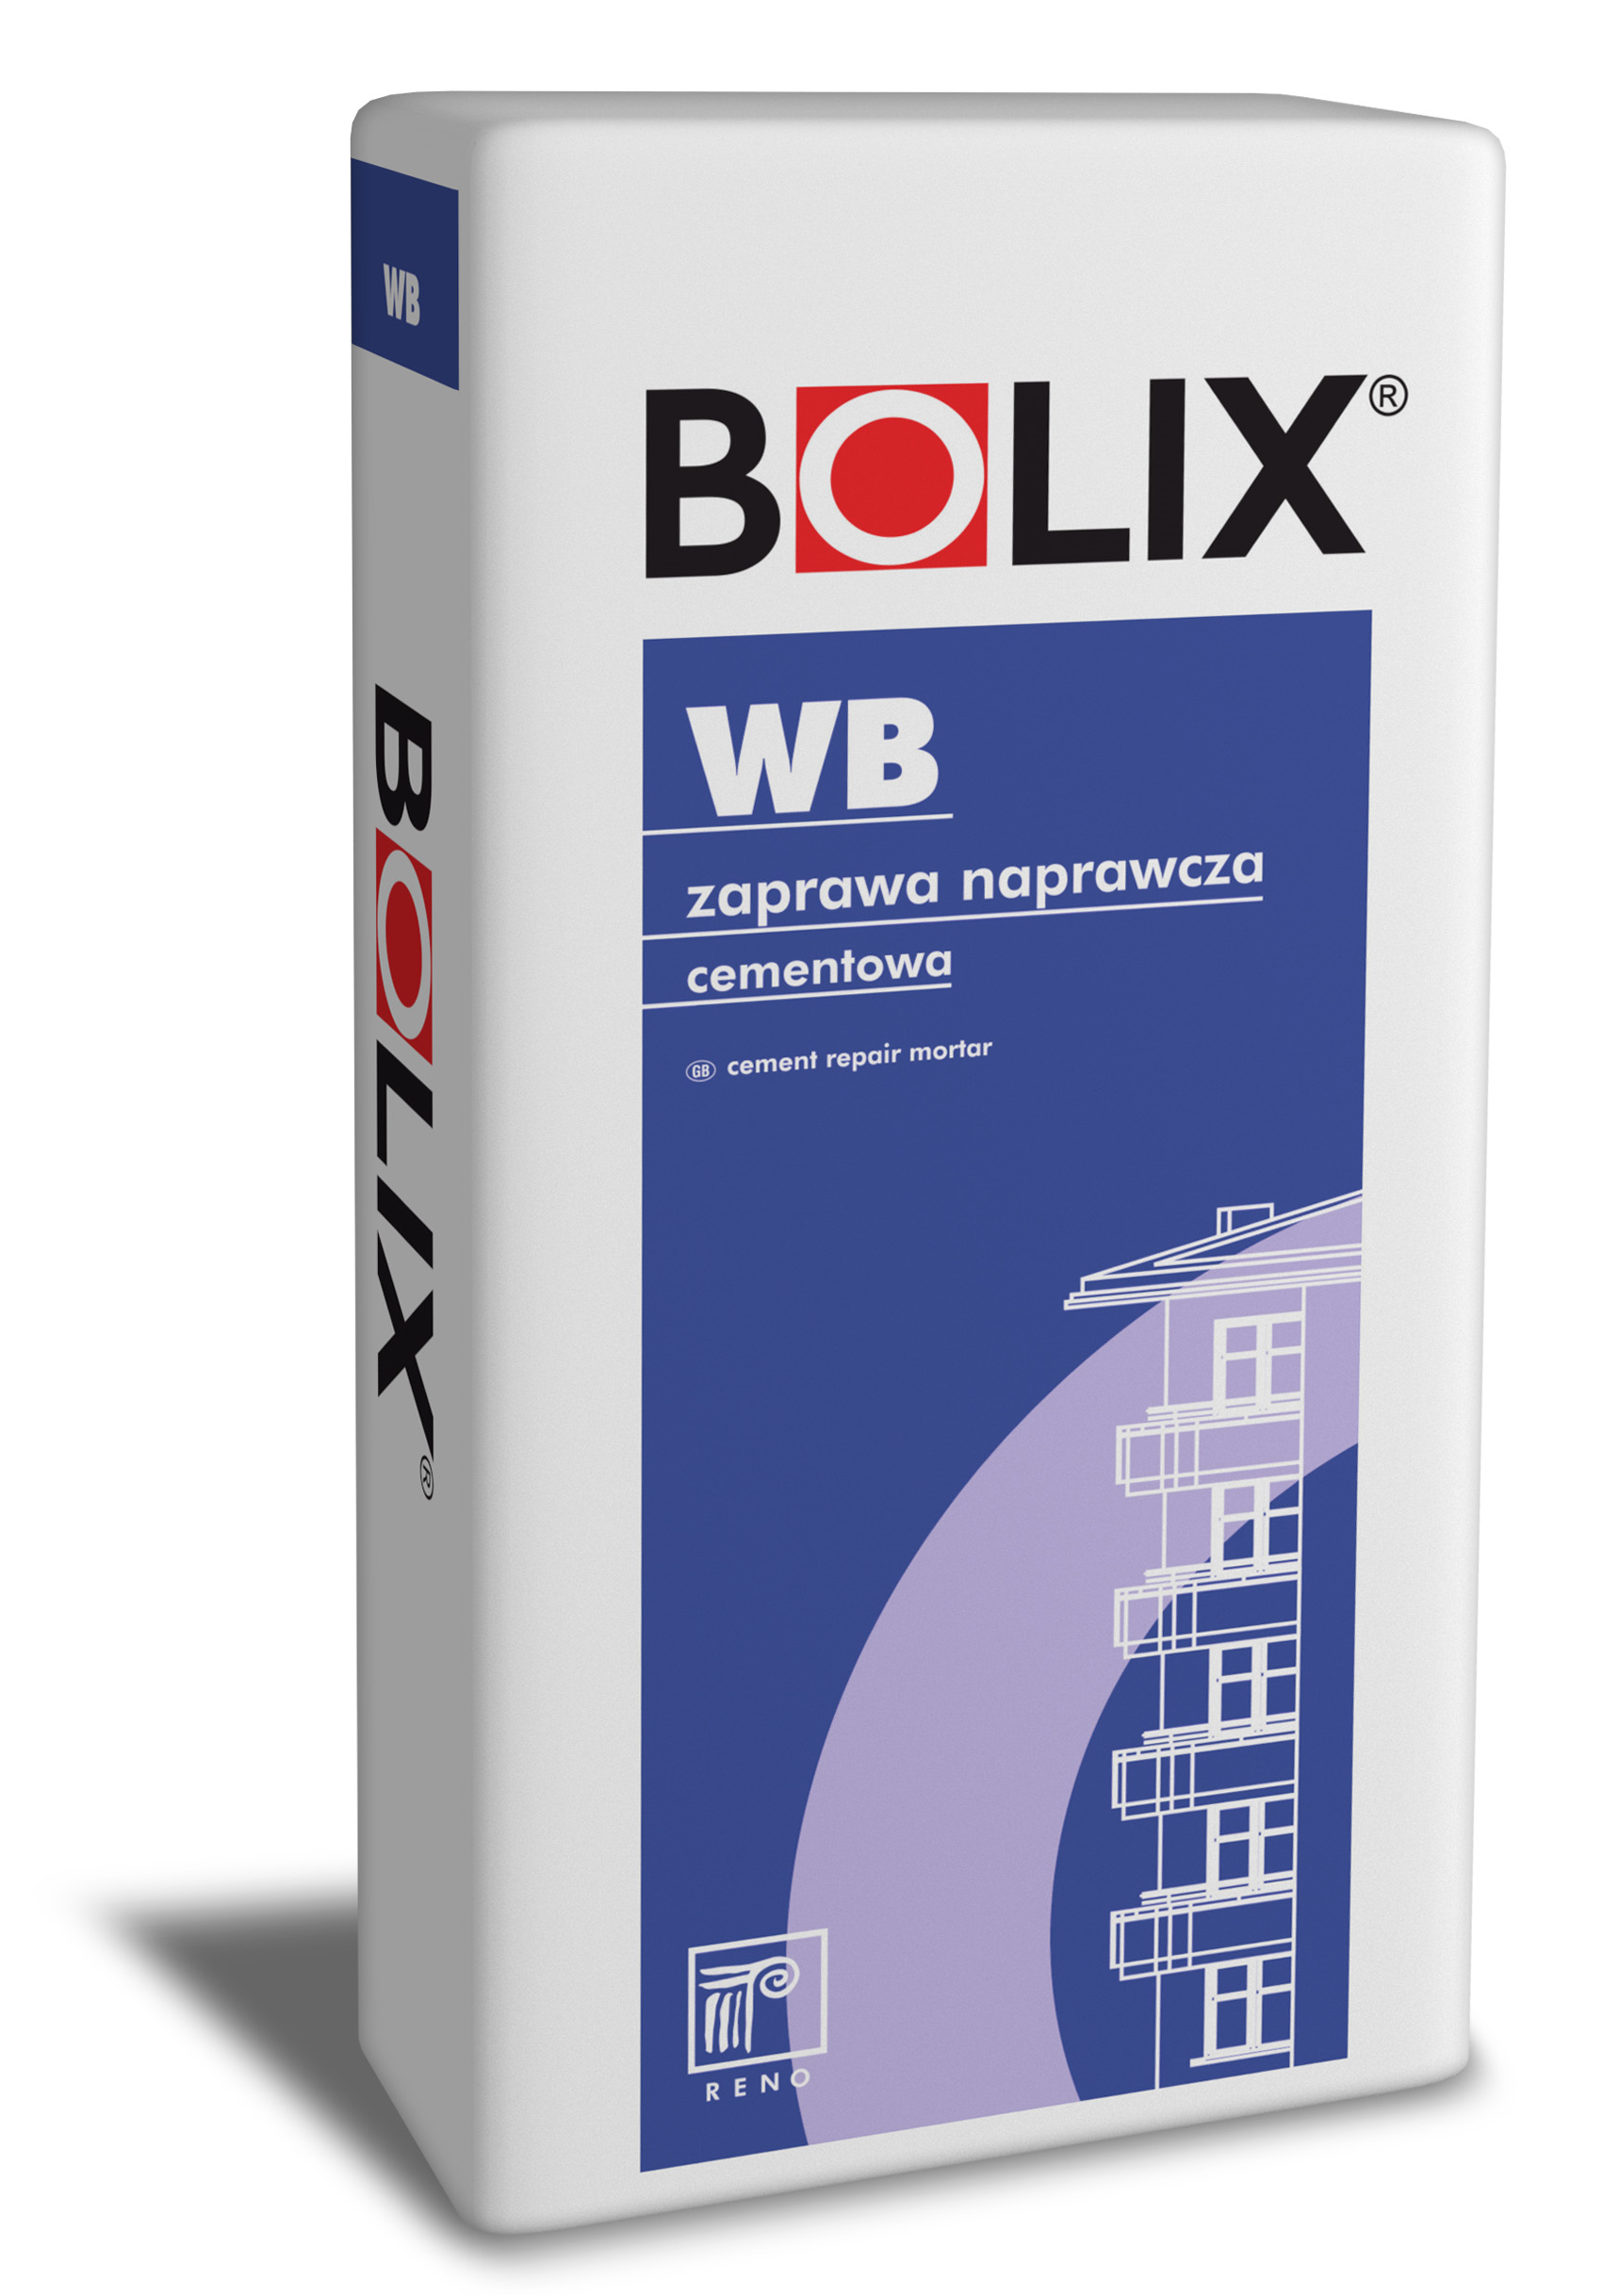 WB
BOLIX®
BOLIX®
WB
zaprawa naprawcza
cementowa
GB cement repair mortar
RENO